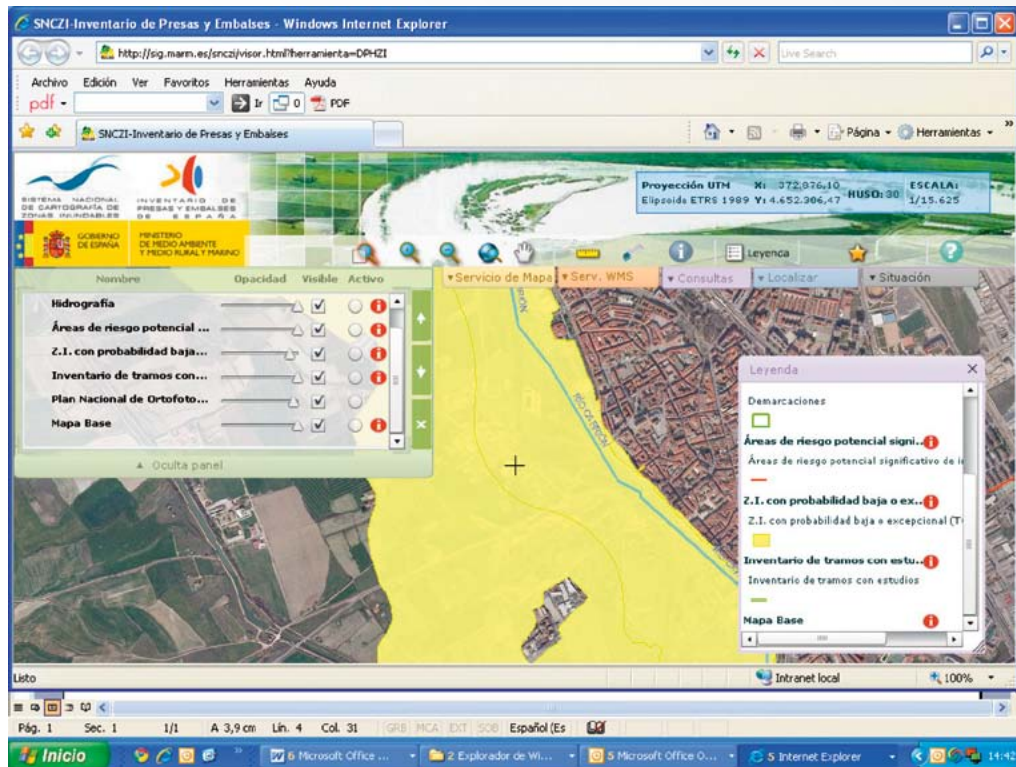 SNCZI-Inventario de Presas y Embalses - Windows Internet Explorer
http://sig.marm.es/snczi/visor.html?herramienta=DPHZI
Live Search
Archivo Edición Ver Favoritos Herramientas Ayuda
pdf Ir 0 PDF
SNCZI-Inventario de Presas y Embalses
Página Herramientas
SISTEMA NACIONAL DE CARTOGRAFÍA DE ZONAS INUNDABLES
INVENTARIO DE PRESAS Y EMBALSES DE ESPAÑA
GOBIERNO DE ESPAÑA
MINISTERIO DE MEDIO AMBIENTE Y MEDIO RURAL Y MARINO
Proyección UTM X: 372.876,10 HUSO: 30 ESCALA:
Elipsoide ETRS 1989 Y: 4.652.306,47 1/15.625
Leyenda
Nombre Opacidad Visible Activo
Servicio de Mapa Serv. WMS Consultas Localizar Situación
Hidrografía
Áreas de riesgo potencial ...
Z.I. con probabilidad baja...
Inventario de tramos con...
Plan Nacional de Ortofoto...
Mapa Base
Oculta panel
RÍO CARRIÓN
Leyenda
Demarcaciones
Áreas de riesgo potencial signi..
Áreas de riesgo potencial significativo de i
Z.I. con probabilidad baja o ex..
Z.I. con probabilidad baja o excepcional (T
Inventario de tramos con estu..
Inventario de tramos con estudios
Mapa Base
Listo Intranet local 100%
Pág. 1 Sec. 1 1/1 A 3,9 cm Lín. 4 Col. 31 GRB MCA EXT SOB Español (Es
Inicio 6 Microsoft Office ... 2 Explorador de Wi... 5 Microsoft Office O... 5 Internet Explorer 14:42